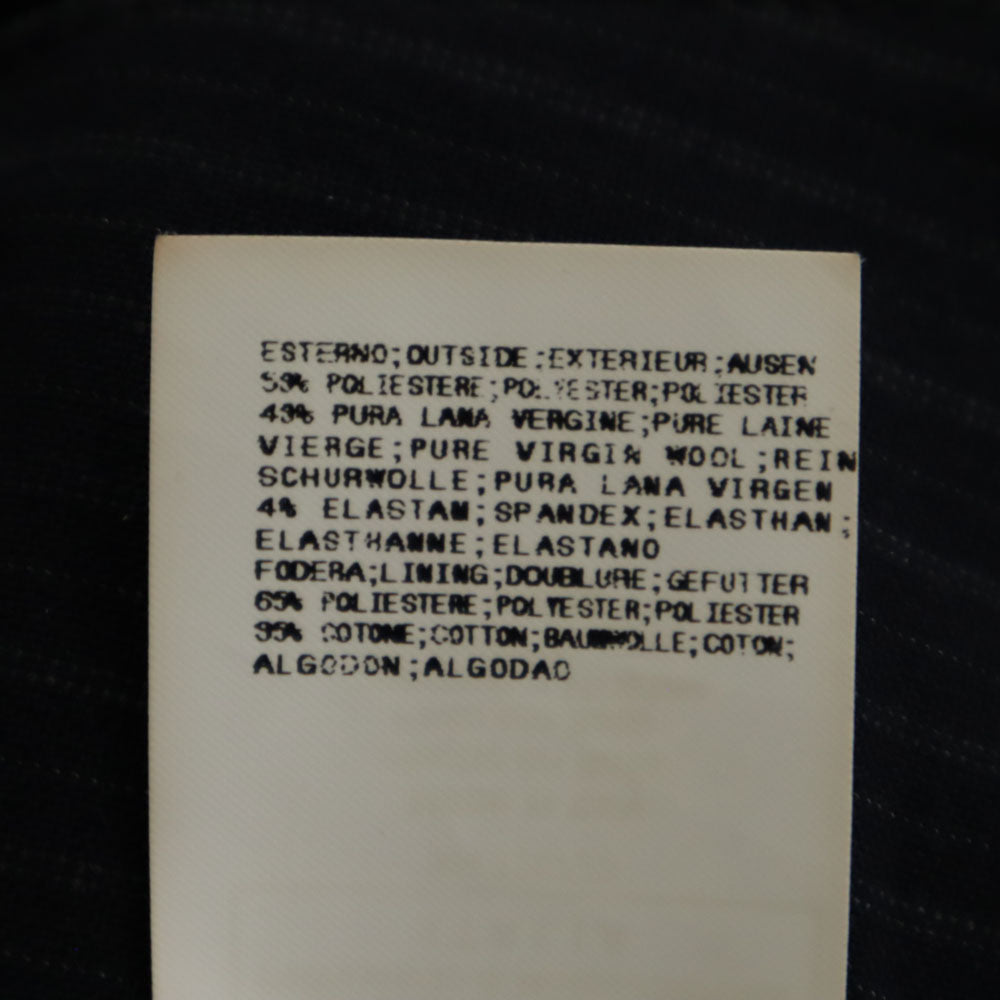 ESTERNO;OUTSIDE;EXTERIEUR;AUSEN
53% POLIESTERE;POLYESTER;POLIESTER
43% PURA LANA VERGINE;PURE LAINE
VIERGE;PURE VIRGIN WOOL;REIN
SCHURWOLLE;PURA LANA VIRGEN
4% ELASTAM;SPANDEX;ELASTHAN;
ELASTHANNE;ELASTANO
FODERA;LINING;DOUBLURE;GEFUTTER
65% POLIESTERE;POLYESTER;POLIESTER
35% COTONE;COTTON;BAUMWOLLE;COTON;
ALGODON;ALGODAO